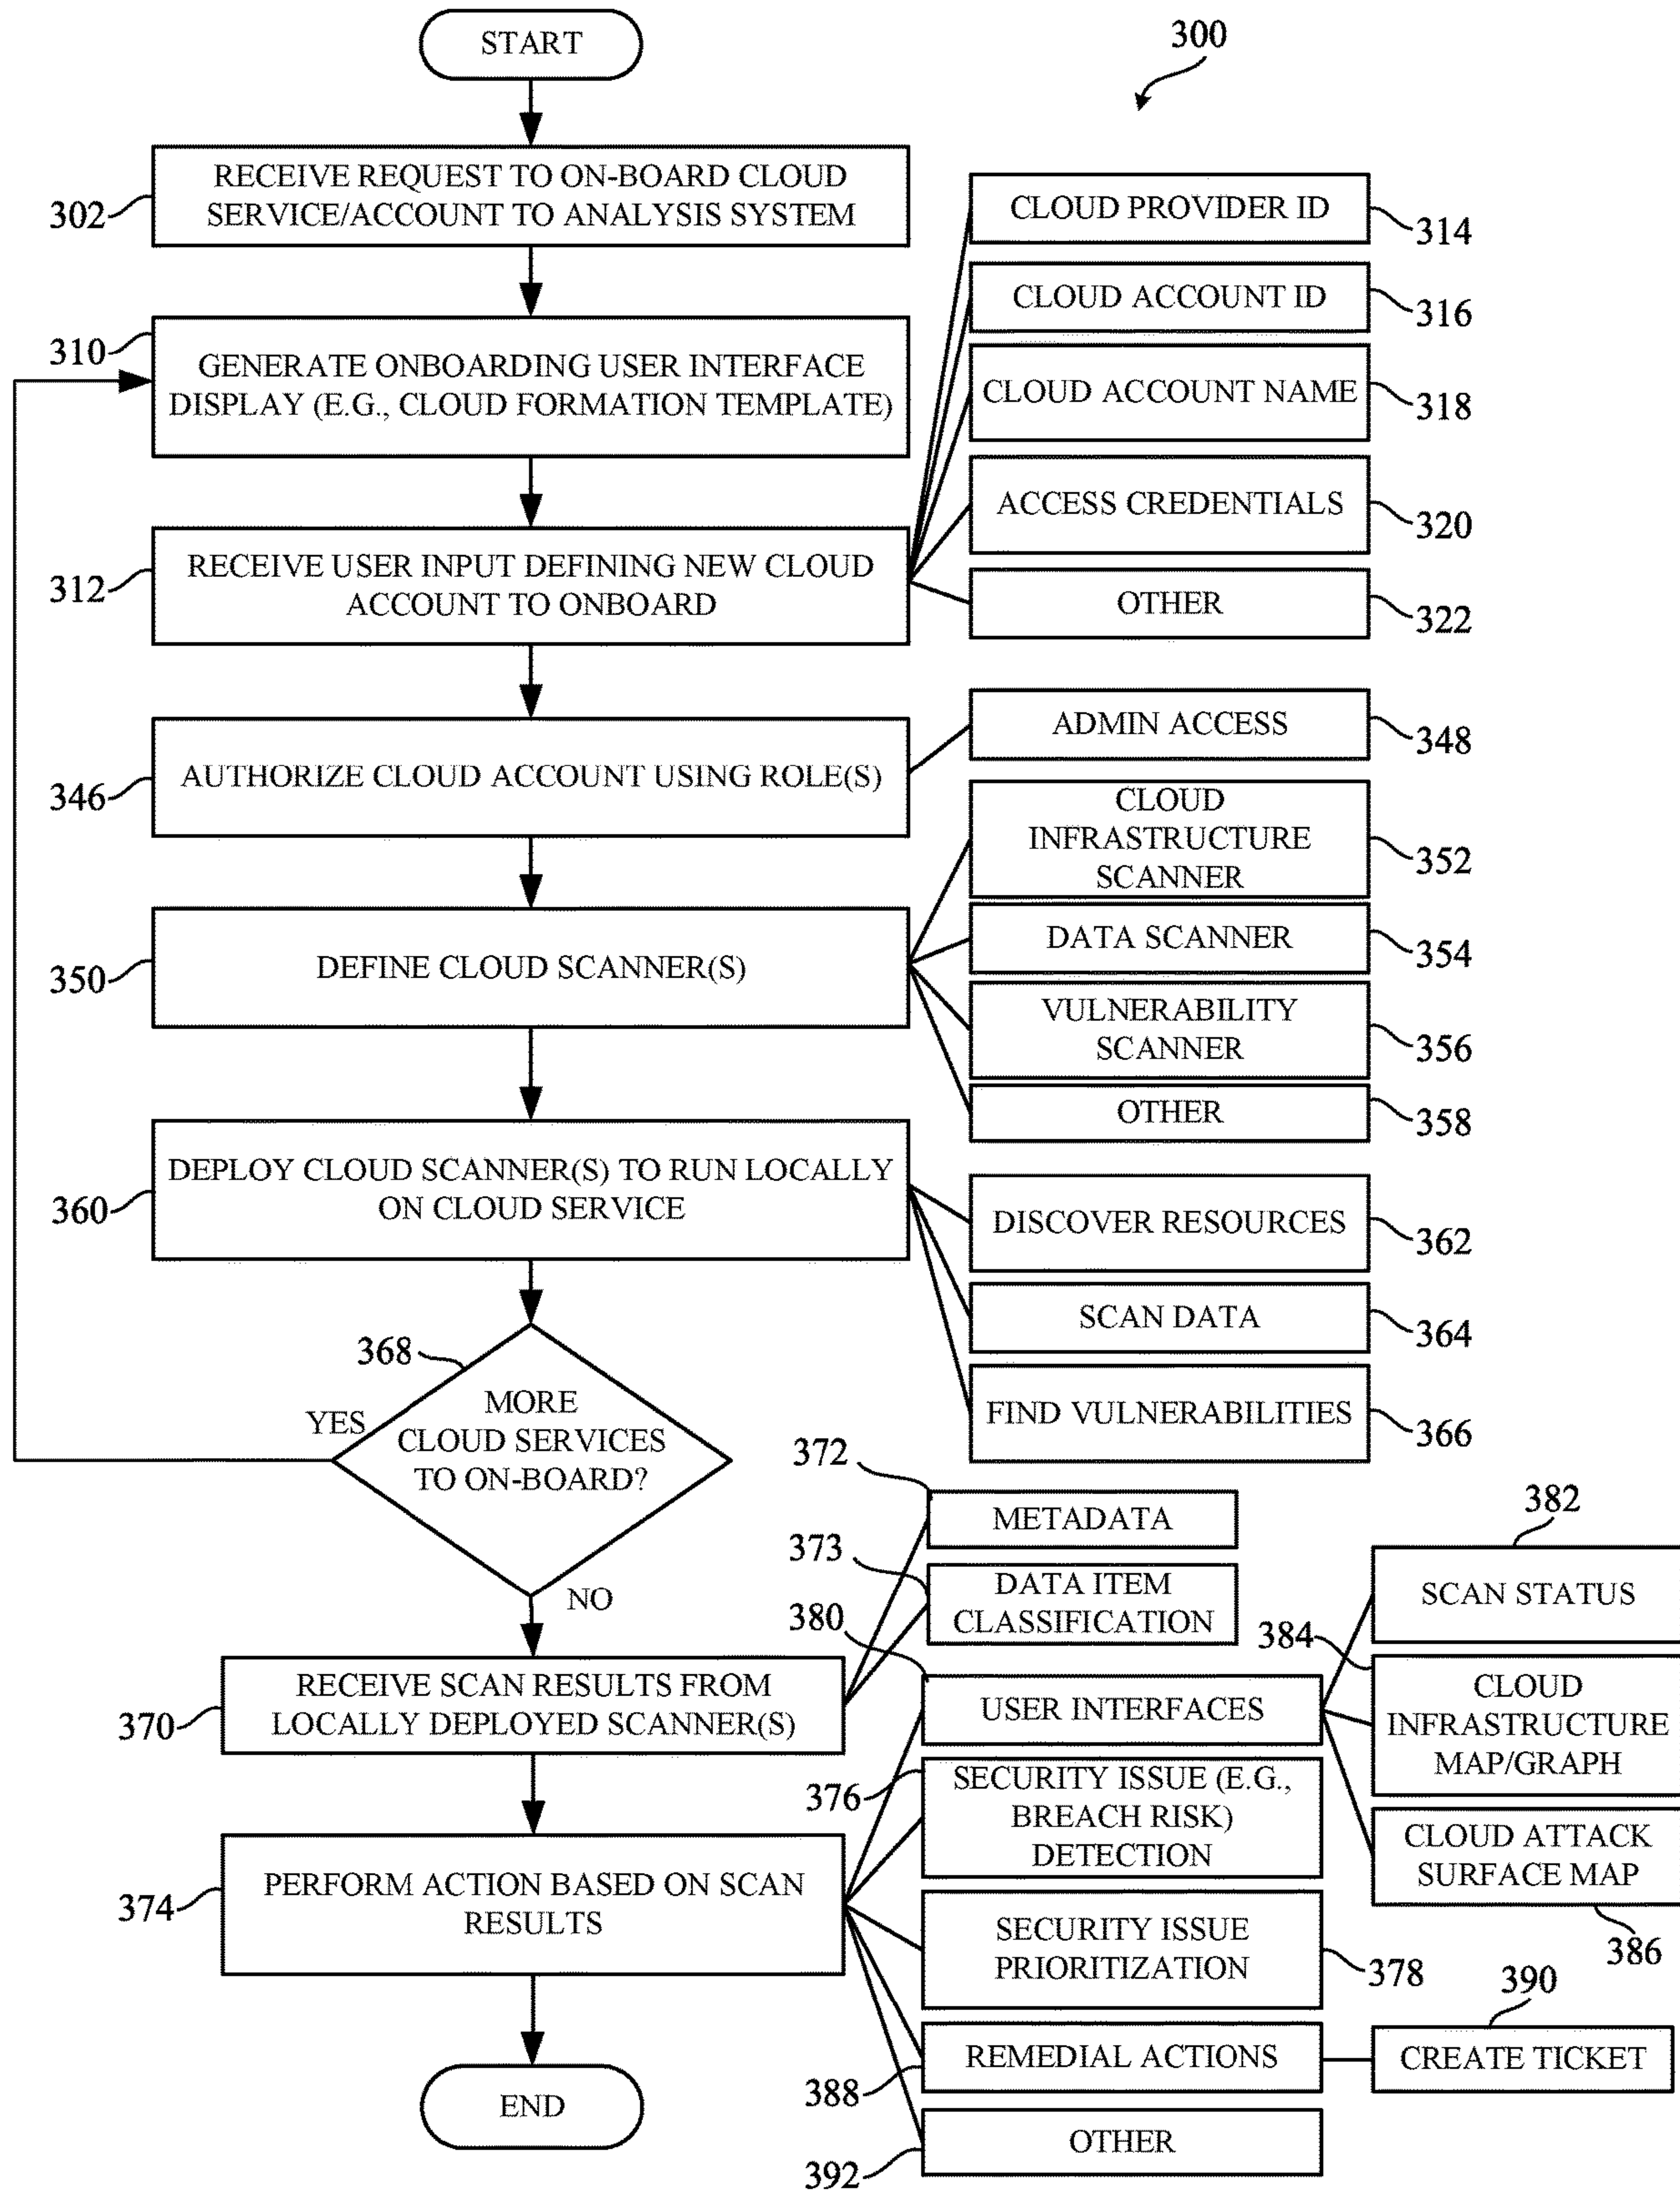 START
300
RECEIVE REQUEST TO ON-BOARD CLOUD
SERVICE/ACCOUNT TO ANALYSIS SYSTEM
302
CLOUD PROVIDER ID
314
CLOUD ACCOUNT ID
316
310
GENERATE ONBOARDING USER INTERFACE
DISPLAY (E.G., CLOUD FORMATION TEMPLATE)
CLOUD ACCOUNT NAME
318
ACCESS CREDENTIALS
320
312
RECEIVE USER INPUT DEFINING NEW CLOUD
ACCOUNT TO ONBOARD
OTHER
322
346
AUTHORIZE CLOUD ACCOUNT USING ROLE(S)
ADMIN ACCESS
348
CLOUD
INFRASTRUCTURE
SCANNER
352
350
DEFINE CLOUD SCANNER(S)
DATA SCANNER
354
VULNERABILITY
SCANNER
356
OTHER
358
360
DEPLOY CLOUD SCANNER(S) TO RUN LOCALLY
ON CLOUD SERVICE
DISCOVER RESOURCES
362
SCAN DATA
364
FIND VULNERABILITIES
366
368
YES
MORE
CLOUD SERVICES
TO ON-BOARD?
NO
372
METADATA
373
DATA ITEM
CLASSIFICATION
370
RECEIVE SCAN RESULTS FROM
LOCALLY DEPLOYED SCANNER(S)
380
USER INTERFACES
382
SCAN STATUS
384
CLOUD
INFRASTRUCTURE
MAP/GRAPH
CLOUD ATTACK
SURFACE MAP
386
376
SECURITY ISSUE (E.G.,
BREACH RISK)
DETECTION
374
PERFORM ACTION BASED ON SCAN
RESULTS
SECURITY ISSUE
PRIORITIZATION
378
REMEDIAL ACTIONS
388
390
CREATE TICKET
END
OTHER
392